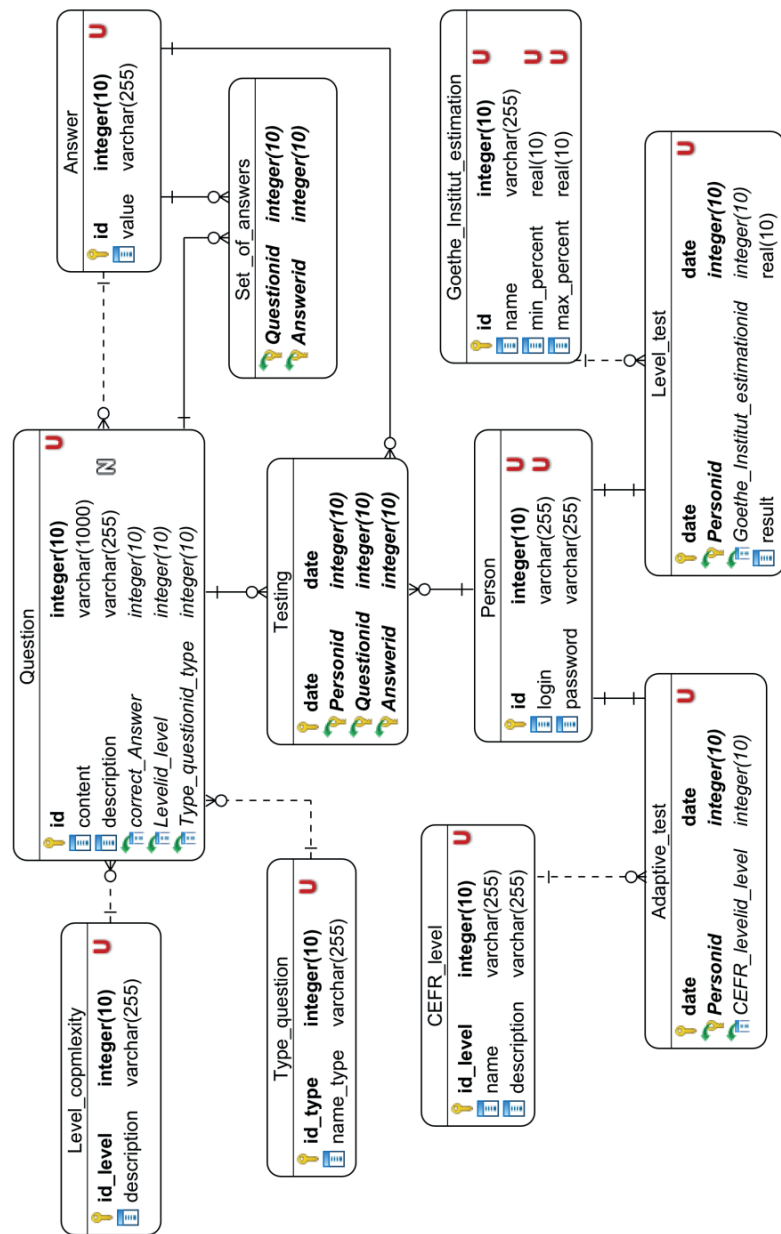 Level_copmlexity
id_level integer(10) U
description varchar(255)
Question
id integer(10) U
content varchar(1000)
description varchar(255) N
correct_Answer integer(10)
Levelid_level integer(10)
Type_questionid_type integer(10)
Answer
id integer(10) U
value varchar(255)
Type_question
id_type integer(10) U
name_type varchar(255)
Testing
date date
Personid integer(10)
Questionid integer(10)
Answerid integer(10)
Set _of_answers
Questionid integer(10)
Answerid integer(10)
CEFR_level
id_level integer(10) U
name varchar(255)
description varchar(255)
Person
id integer(10) U
login varchar(255) U
password varchar(255)
Goethe_Institut_estimation
id integer(10) U
name varchar(255)
min_percent real(10) U
max_percent real(10) U
Adaptive_test
date date U
Personid integer(10)
CEFR_levelid_level integer(10)
Level_test
date date U
Personid integer(10)
Goethe_Institut_estimationid integer(10)
result real(10)